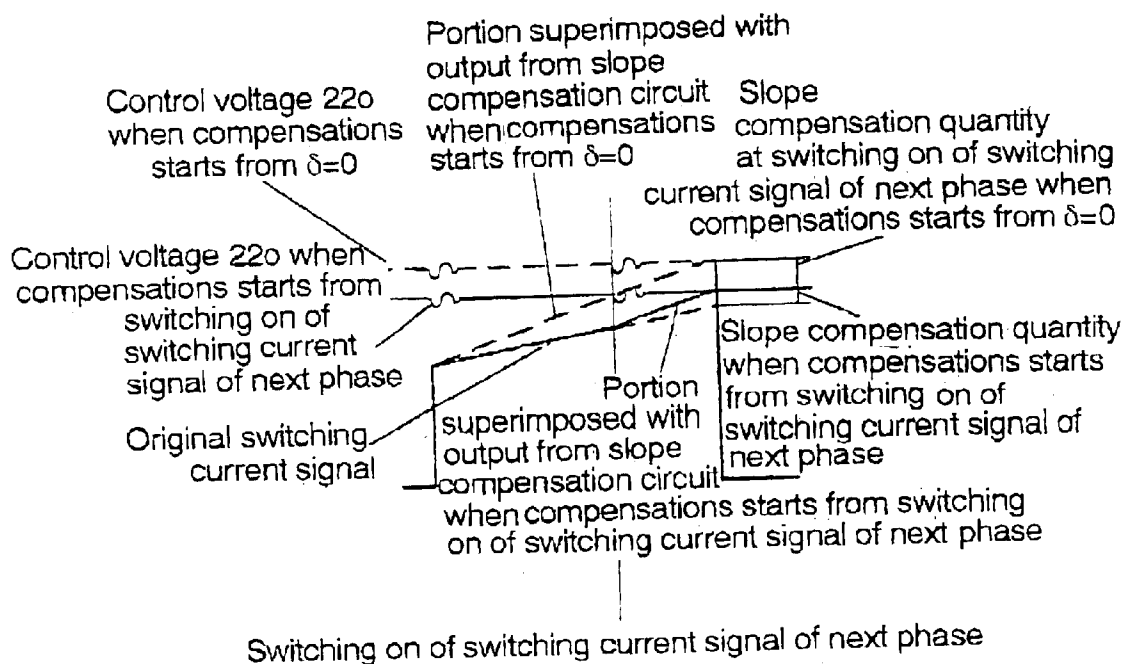 Portion superimposed with
output from slope
compensation circuit
when compensations
starts from δ=0
Control voltage 22o
when compensations
starts from δ=0
Slope
compensation quantity
at switching on of switching
current signal of next phase when
compensations starts from δ=0
Control voltage 22o when
compensations starts from
switching on of
switching current
signal of next phase
Original switching
current signal
Portion
superimposed with
output from slope
compensation circuit
when compensations starts from switching
on of switching current signal of next phase
Slope compensation quantity
when compensations starts
from switching on of
switching current signal of
next phase
Switching on of switching current signal of next phase